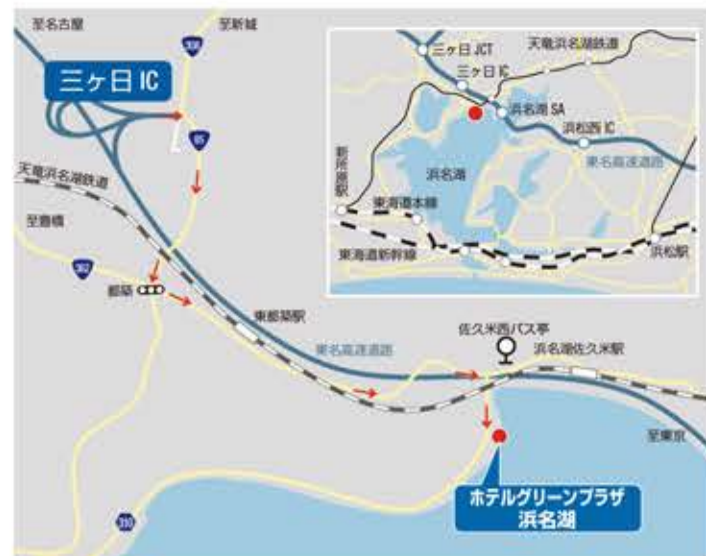 至名古屋
至新城
308
三ヶ日 IC
85
天竜浜名湖鉄道
至豊橋
362
都築
東都築駅
東名高速道路
佐久米西バス亭
浜名湖佐久米駅
至東京
310
ホテルグリーンプラザ
浜名湖
三ヶ日 JCT
天竜浜名湖鉄道
三ヶ日 IC
浜名湖 SA
浜松西 IC
新所原駅
浜名湖
東名高速道路
東海道本線
東海道新幹線
浜松駅